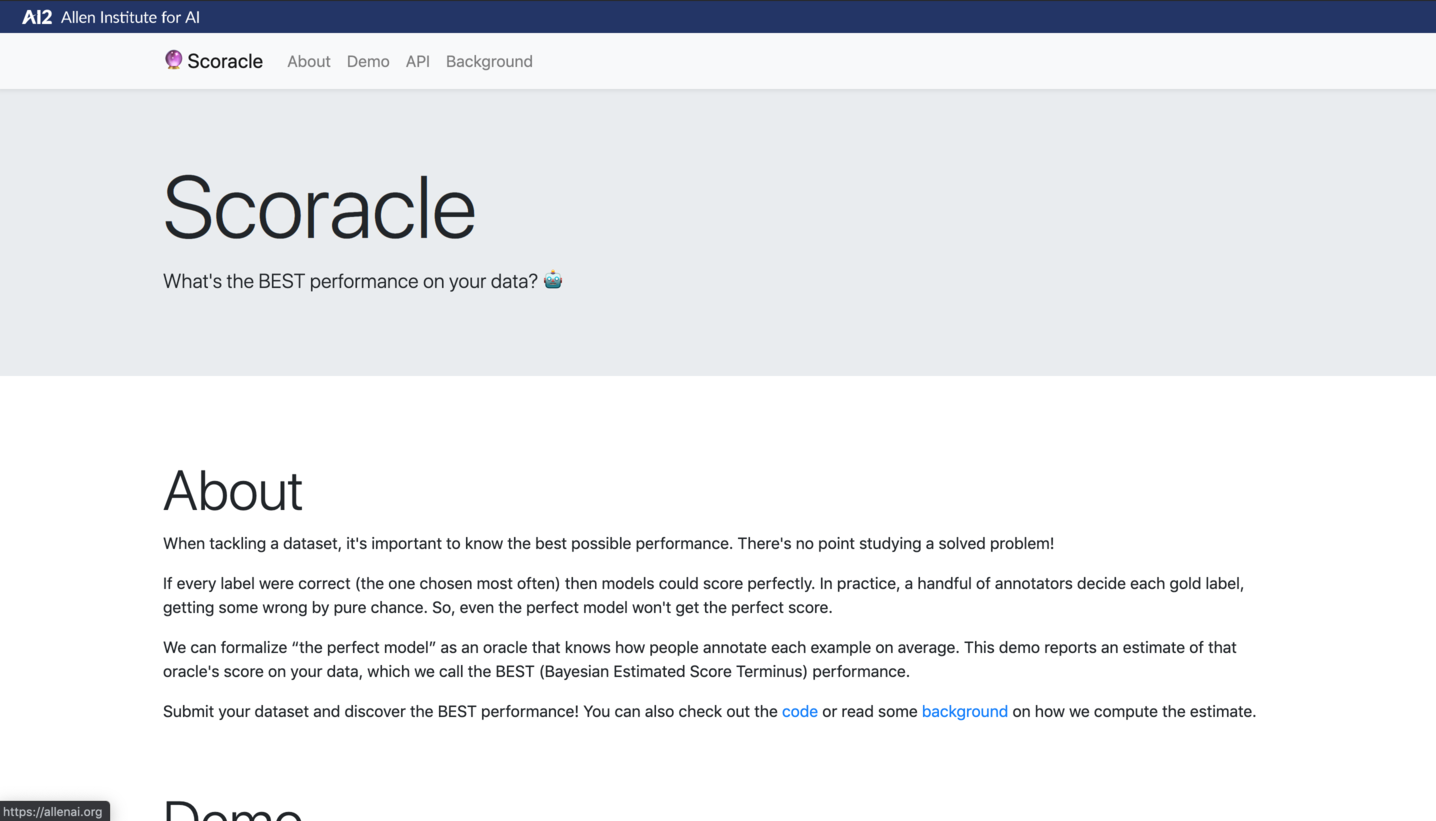 AI2 Allen Institute for AI
Scoracle About Demo API Background
Scoracle
What's the BEST performance on your data?
About
When tackling a dataset, it's important to know the best possible performance. There's no point studying a solved problem!
If every label were correct (the one chosen most often) then models could score perfectly. In practice, a handful of annotators decide each gold label,
getting some wrong by pure chance. So, even the perfect model won't get the perfect score.
We can formalize “the perfect model” as an oracle that knows how people annotate each example on average. This demo reports an estimate of that
oracle's score on your data, which we call the BEST (Bayesian Estimated Score Terminus) performance.
Submit your dataset and discover the BEST performance! You can also check out the code or read some background on how we compute the estimate.
Demo
https://allenai.org